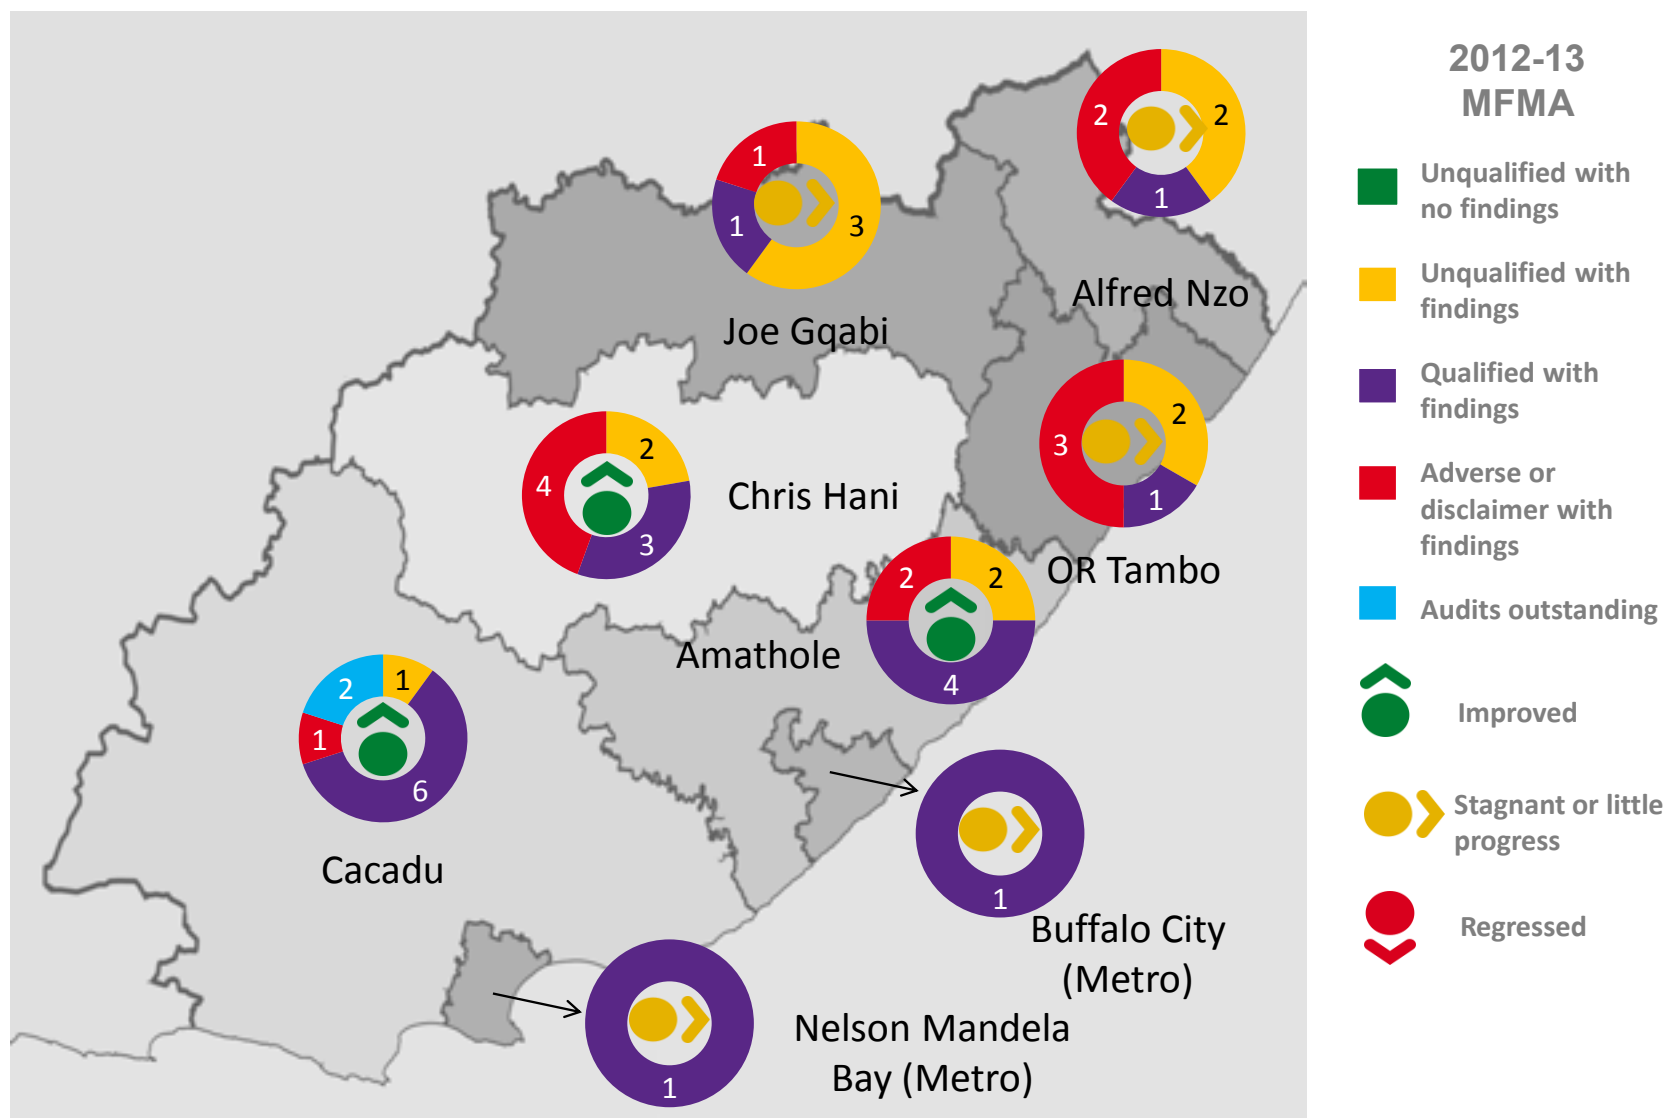 2012-13
MFMA
Unqualified with
no findings
Unqualified with
findings
Qualified with
findings
Adverse or
disclaimer with
findings
Audits outstanding
Improved
Stagnant or little
progress
Regressed
2
2
1
Alfred Nzo
1
1
3
Joe Gqabi
2
3
1
OR Tambo
2
4
3
Chris Hani
2
2
4
Amathole
2
1
1
6
Cacadu
1
Buffalo City
(Metro)
1
Nelson Mandela
Bay (Metro)